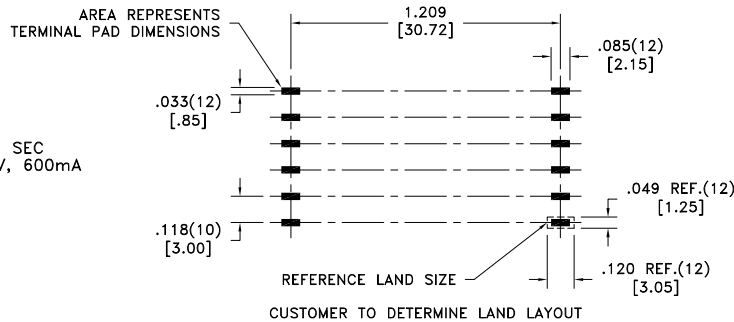 AREA REPRESENTS
TERMINAL PAD DIMENSIONS
1.209
[30.72]
.085(12)
[2.15]
.033(12)
[.85]
SEC
, 600mA
.049 REF.(12)
[1.25]
.118(10)
[3.00]
REFERENCE LAND SIZE
.120 REF.(12)
[3.05]
CUSTOMER TO DETERMINE LAND LAYOUT